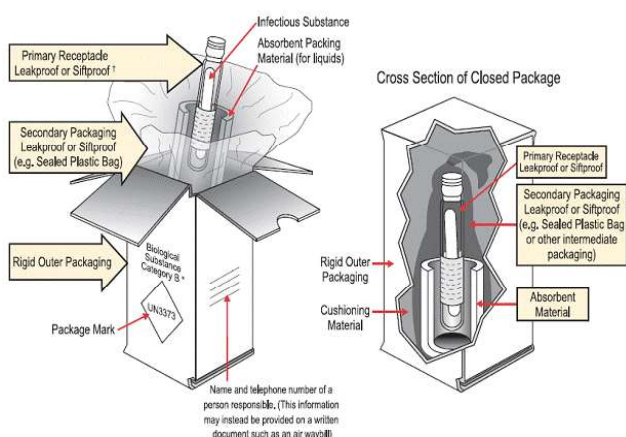 Infectious Substance
Primary Receptacle
Leakproof or Siftproof †
Absorbent Packing
Material (for liquids)
Secondary Packaging
Leakproof or Siftproof
(e.g. Sealed Plastic Bag)
Rigid Outer Packaging
Biological
Substance
Category B *
UN3373
Package Mark
Name and telephone number of a
person responsible. (This information
may instead be provided on a written
document such as an air waybill)
Cross Section of Closed Package
Primary Receptacle
Leakproof or Siftproof
Secondary Packaging
Leakproof or Siftproof
(e.g. Sealed Plastic Bag
or other intermediate
packaging)
Rigid Outer
Packaging
Cushioning
Material
Absorbent
Material